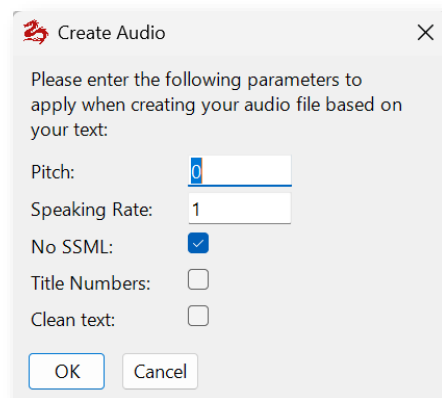 Create Audio
Please enter the following parameters to
apply when creating your audio file based on
your text:
Pitch: 0
Speaking Rate: 1
No SSML:
Title Numbers:
Clean text:
OK Cancel